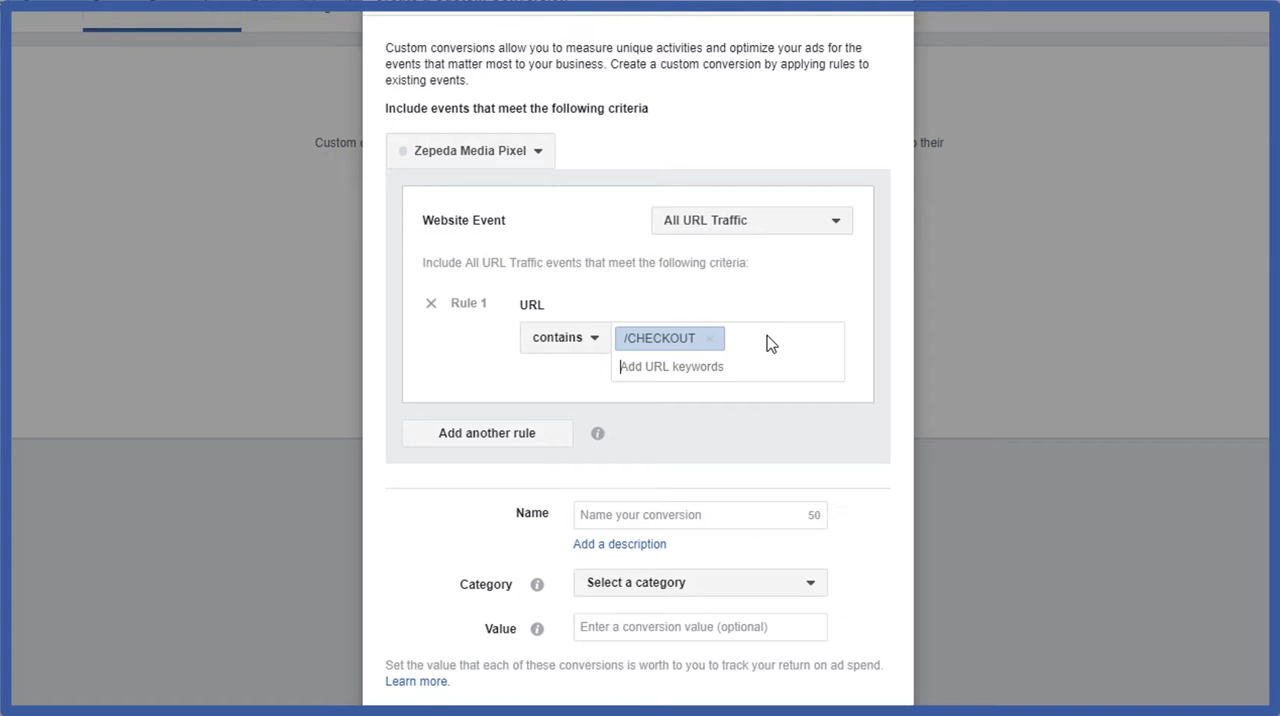 Custom conversions allow you to measure unique activities and optimize your ads for the
events that matter most to your business. Create a custom conversion by applying rules to
existing events.
Include events that meet the following criteria
Custom
their
Zepeda Media Pixel
Website Event
All URL Traffic
Include All URL Traffic events that meet the following criteria:
Rule 1
URL
contains
/CHECKOUT
Add URL keywords
Add another rule
Name
Name your conversion
50
Add a description
Category
Select a category
Value
Enter a conversion value (optional)
Set the value that each of these conversions is worth to you to track your return on ad spend.
Learn more.